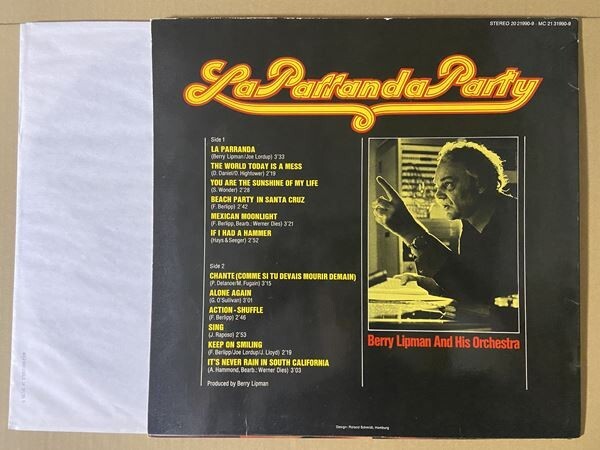 STEREO 20 21990-9 · MC 21 31990-9
La Parranda Party
Side 1
LA PARRANDA
(Berry Lipman/Joe Lordup) 3'33
THE WORLD TODAY IS A MESS
(D. Daniel/D. Hightower) 2'19
YOU ARE THE SUNSHINE OF MY LIFE
(S. Wonder) 2'28
BEACH PARTY IN SANTA CRUZ
(F. Berlipp) 2'42
MEXICAN MOONLIGHT
(F. Berlipp, Bearb.: Werner Dies) 3'21
IF I HAD A HAMMER
(Hays & Seeger) 2'52
Side 2
CHANTE (COMME SI TU DEVAIS MOURIR DEMAIN)
(P. Delanoe/M. Fugain) 3'15
ALONE AGAIN
(G. O'Sullivan) 3'01
ACTION-SHUFFLE
(F. Berlipp) 2'46
SING
(J. Raposo) 2'53
KEEP ON SMILING
(F. Berlipp/Joe Lordup/J. Lloyd) 2'19
IT'S NEVER RAIN IN SOUTH CALIFORNIA
(A. Hammond, Bearb.: Werner Dies) 3'03
Produced by Berry Lipman
Berry Lipman And His Orchestra
Design: Roland Schmidt, Hamburg